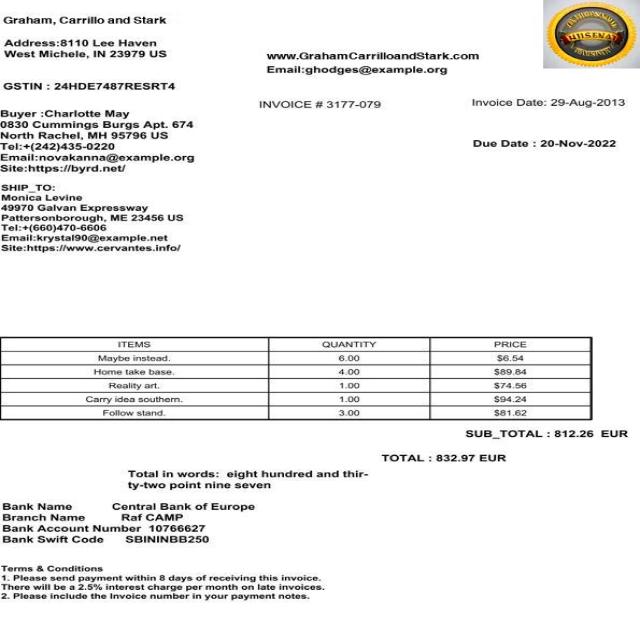 Graham, Carrillo and Stark
Address:8110 Lee Haven
West Michele, IN 23979 US
www.GrahamCarrilloandStark.com
Email:ghodges@example.org
GSTIN : 24HDE7487RESRT4
INVOICE # 3177-079
Invoice Date: 29-Aug-2013
Due Date : 20-Nov-2022
Buyer :Charlotte May
0830 Cummings Burgs Apt. 674
North Rachel, MH 95796 US
Tel:+(242)435-0220
Email:novakanna@example.org
Site:https://byrd.net/
SHIP_TO:
Monica Levine
49970 Galvan Expressway
Pattersonborough, ME 23456 US
Tel:+(660)470-6606
Email:krystal90@example.net
Site:https://www.cervantes.info/
ITEMS QUANTITY PRICE
Maybe instead. 6.00 $6.54
Home take base. 4.00 $89.84
Reality art. 1.00 $74.56
Carry idea southern. 1.00 $94.24
Follow stand. 3.00 $81.62
SUB_TOTAL : 812.26 EUR
TOTAL : 832.97 EUR
Total in words: eight hundred and thir-
ty-two point nine seven
Bank Name Central Bank of Europe
Branch Name Raf CAMP
Bank Account Number 10766627
Bank Swift Code SBININBB250
Terms & Conditions
1. Please send payment within 8 days of receiving this invoice.
There will be a 2.5% interest charge per month on late invoices.
2. Please include the Invoice number in your payment notes.